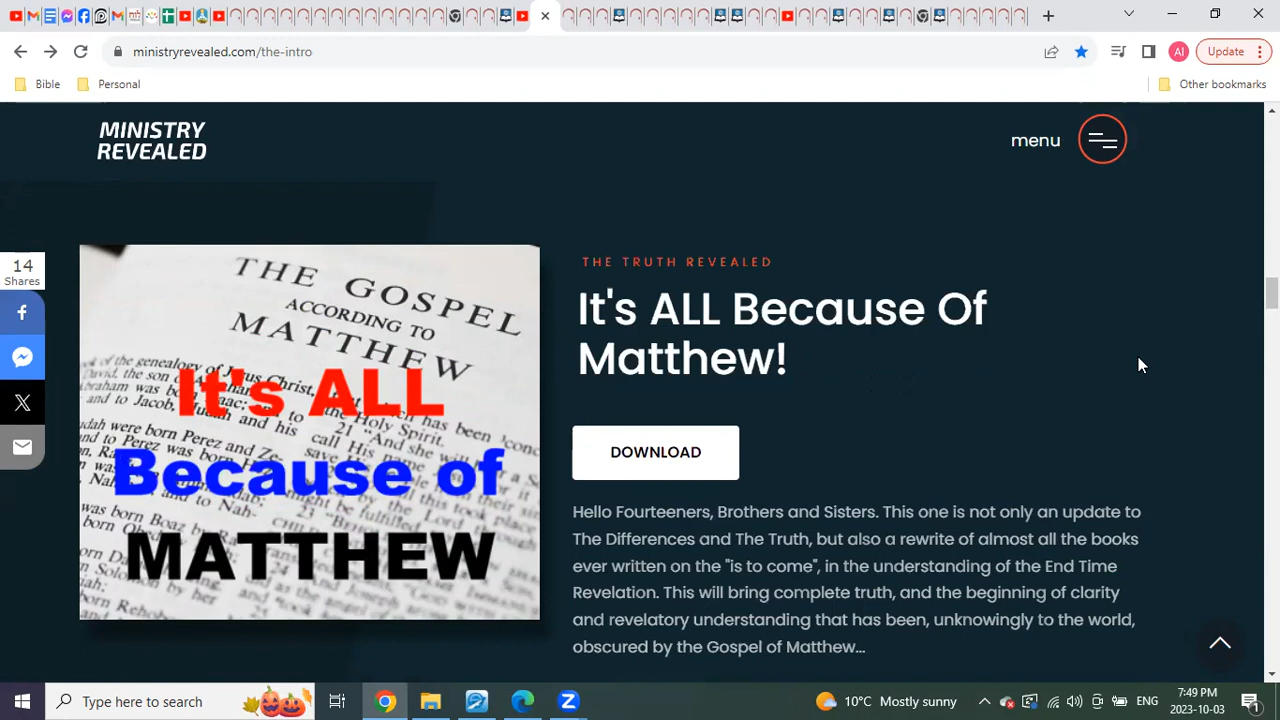 ministryrevealed.com/the-intro
AI
Update
Bible
Personal
Other bookmarks
MINISTRY
REVEALED
menu
14
Shares
THE GOSPEL
ACCORDING TO
MATTHEW
It's ALL
Because of
MATTHEW
THE TRUTH REVEALED
It's ALL Because Of
Matthew!
DOWNLOAD
Hello Fourteeners, Brothers and Sisters. This one is not only an update to
The Differences and The Truth, but also a rewrite of almost all the books
ever written on the "is to come", in the understanding of the End Time
Revelation. This will bring complete truth, and the beginning of clarity
and revelatory understanding that has been, unknowingly to the world,
obscured by the Gospel of Matthew...
Type here to search
10°C Mostly sunny
ENG
7:49 PM
2023-10-03